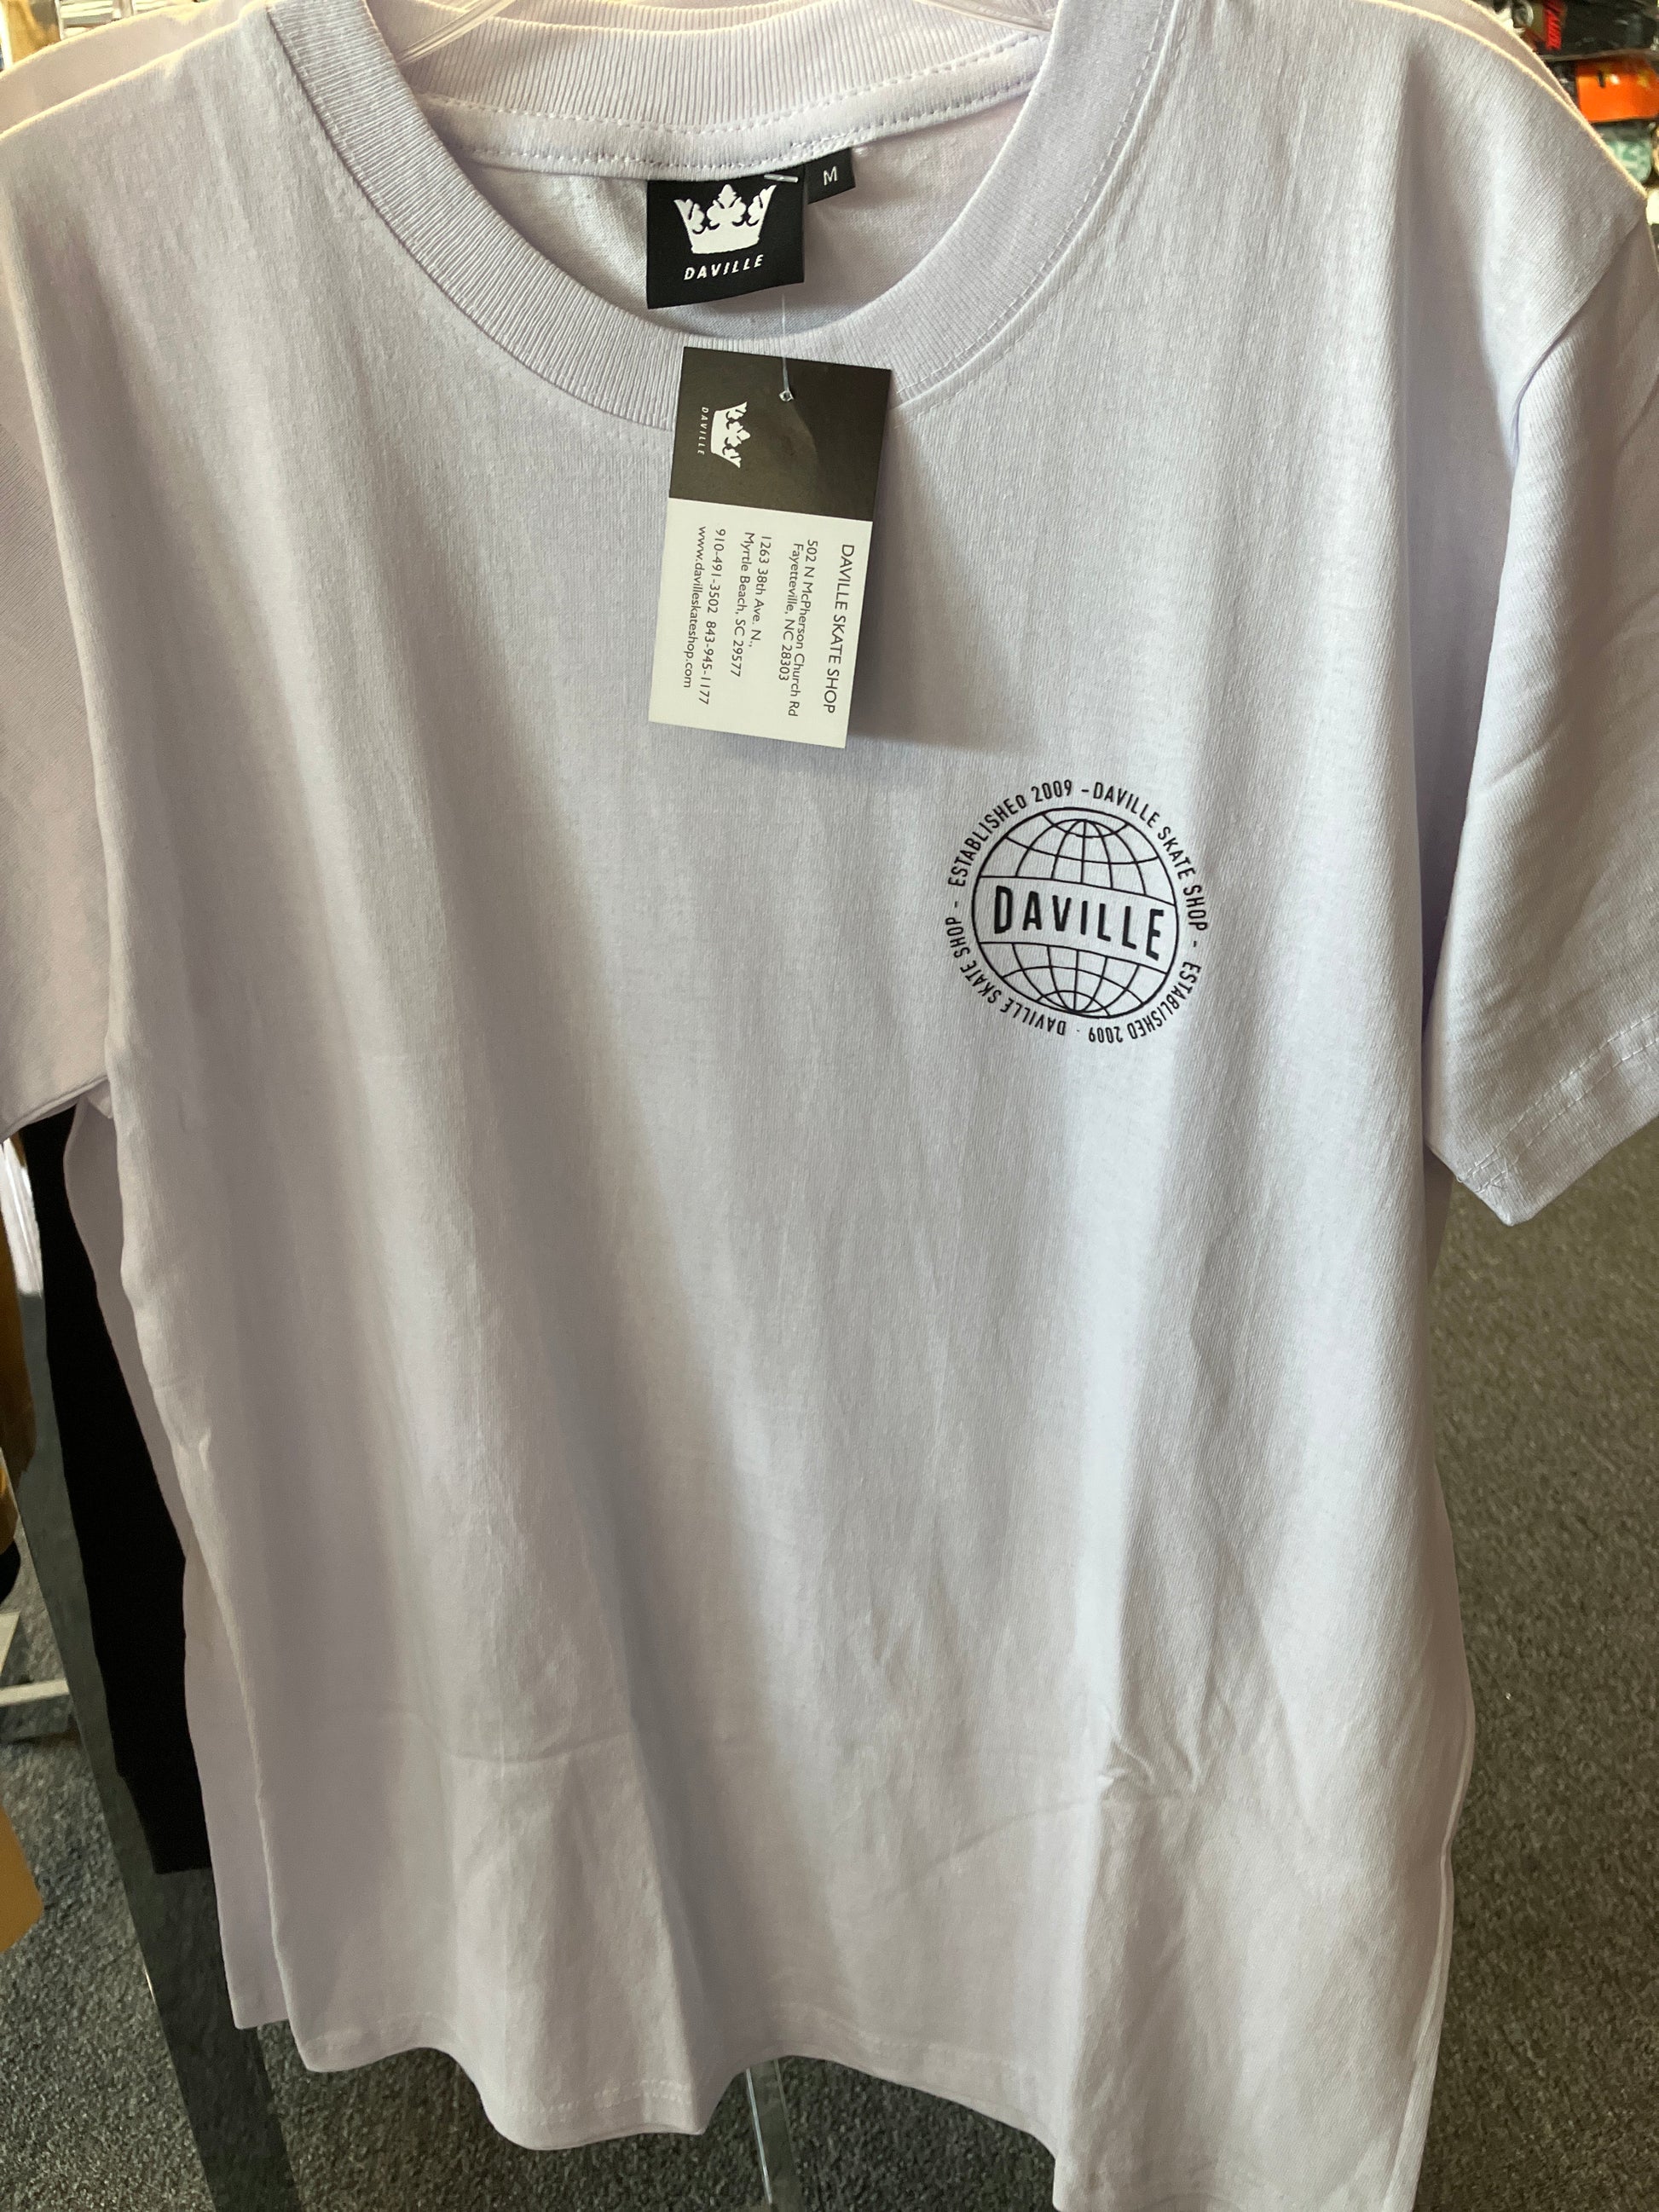 M
DAVILLE
DAVILLE
DAVILLE SKATE SHOP
502 N McPherson Church Rd
Fayetteville, NC 28303
1263 38th Ave. N.,
Myrtle Beach, SC 29577
910-491-3502 843-945-1177
www.davilleskateshop.com
ESTABLISHED 2009 - DAVILLE SKATE SHOP - ESTABLISHED 2009 - DAVILLE SKATE SHOP -
DAVILLE